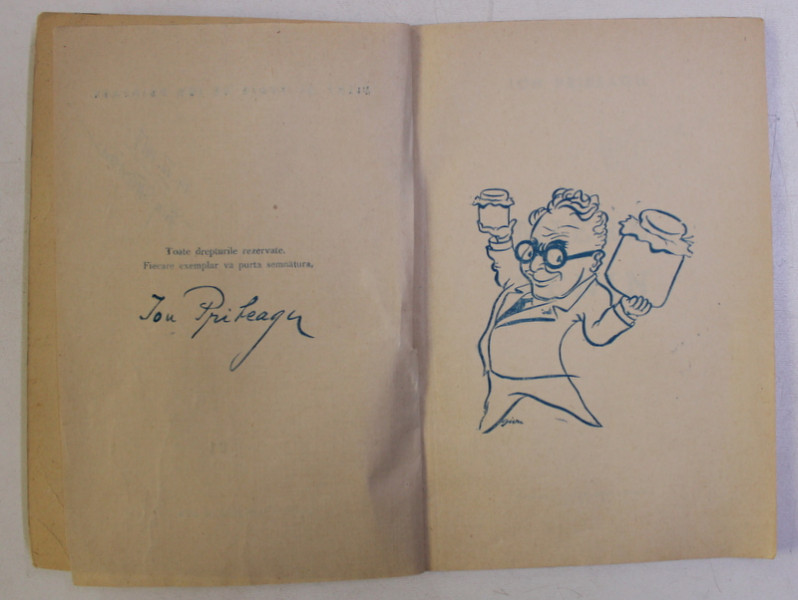 Toate drepturile rezervate.
Fiecare exemplar va purta semnătura.
Ion Pribeagu